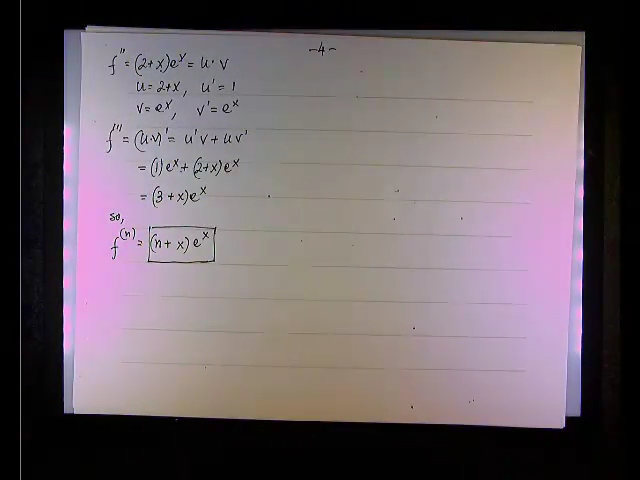 -4-
f'' = (2+x)e^x = u·v
u = 2+x, u' = 1
v = e^x, v' = e^x
f''' = (u·v)' = u'v + uv'
= (1)e^x + (2+x)e^x
= (3+x)e^x
so,
f^(n) = (n+x)e^x